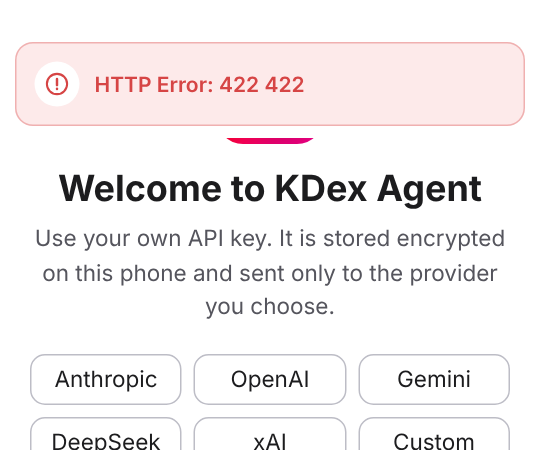 HTTP Error: 422 422
Welcome to KDex Agent
Use your own API key. It is stored encrypted
on this phone and sent only to the provider
you choose.
Anthropic OpenAI Gemini
DeepSeek xAI Custom